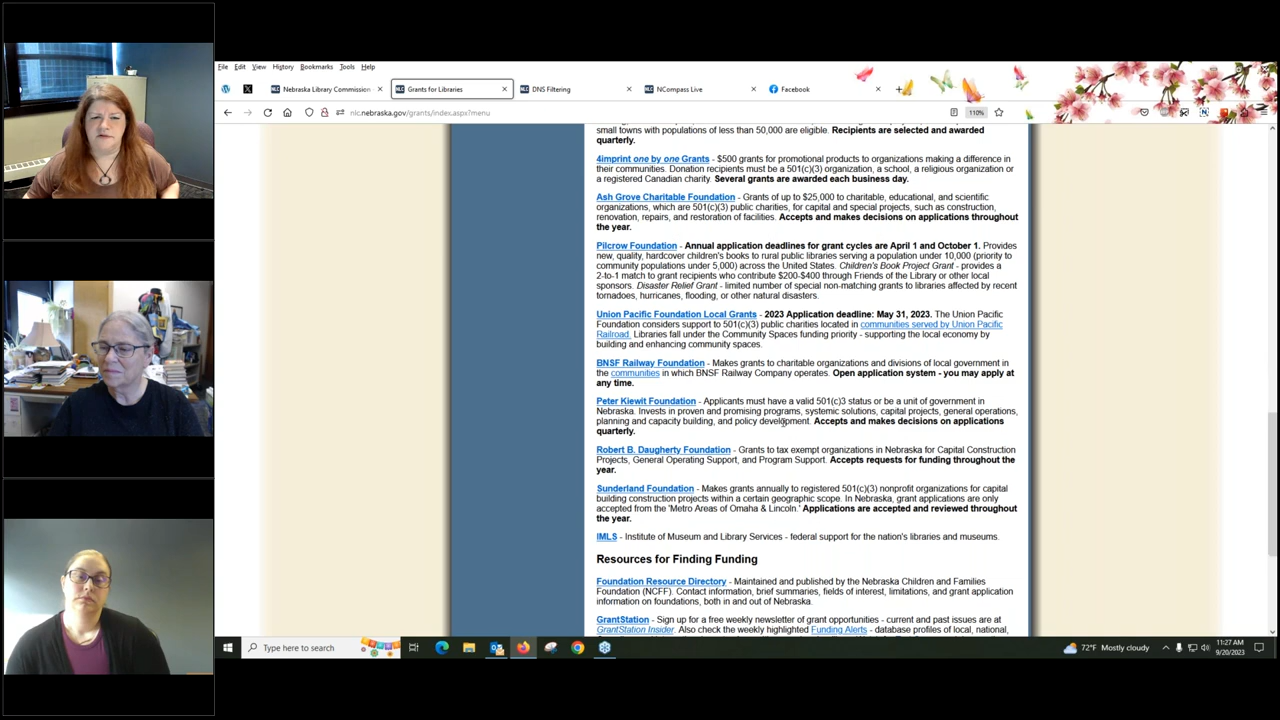 File Edit View History Bookmarks Tools Help
Nebraska Library Commission Grants for Libraries DNS Filtering NCompass Live Facebook
nlc.nebraska.gov/grants/index.aspx?menu 110%
small towns with populations of less than 50,000 are eligible. Recipients are selected and awarded
quarterly.
4imprint one by one Grants - $500 grants for promotional products to organizations making a difference in
their communities. Donation recipients must be a 501(c)(3) organization, a school, a religious organization or
a registered Canadian charity. Several grants are awarded each business day.
Ash Grove Charitable Foundation - Grants of up to $25,000 to charitable, educational, and scientific
organizations, which are 501(c)(3) public charities, for capital and special projects, such as construction,
renovation, repairs, and restoration of facilities. Accepts and makes decisions on applications throughout
the year.
Pilcrow Foundation - Annual application deadlines for grant cycles are April 1 and October 1. Provides
new, quality, hardcover children's books to rural public libraries serving a population under 10,000 (priority to
community populations under 5,000) across the United States. Children's Book Project Grant - provides a
2-to-1 match to grant recipients who contribute $200-$400 through Friends of the Library or other local
sponsors. Disaster Relief Grant - limited number of special non-matching grants to libraries affected by recent
tornadoes, hurricanes, flooding, or other natural disasters.
Union Pacific Foundation Local Grants - 2023 Application deadline: May 31, 2023. The Union Pacific
Foundation considers support to 501(c)(3) public charities located in communities served by Union Pacific
Railroad. Libraries fall under the Community Spaces funding priority - supporting the local economy by
building and enhancing community spaces.
BNSF Railway Foundation - Makes grants to charitable organizations and divisions of local government in
the communities in which BNSF Railway Company operates. Open application system - you may apply at
any time.
Peter Kiewit Foundation - Applicants must have a valid 501(c)3 status or be a unit of government in
Nebraska. Invests in proven and promising programs, systemic solutions, capital projects, general operations,
planning and capacity building, and policy development. Accepts and makes decisions on applications
quarterly.
Robert B. Daugherty Foundation - Grants to tax exempt organizations in Nebraska for Capital Construction
Projects, General Operating Support, and Program Support. Accepts requests for funding throughout the
year.
Sunderland Foundation - Makes grants annually to registered 501(c)(3) nonprofit organizations for capital
building construction projects within a certain geographic scope. In Nebraska, grant applications are only
accepted from the 'Metro Areas of Omaha & Lincoln.' Applications are accepted and reviewed throughout
the year.
IMLS - Institute of Museum and Library Services - federal support for the nation's libraries and museums.
Resources for Finding Funding
Foundation Resource Directory - Maintained and published by the Nebraska Children and Families
Foundation (NCFF). Contact information, brief summaries, fields of interest, limitations, and grant application
information on foundations, both in and out of Nebraska.
GrantStation - Sign up for a free weekly newsletter of grant opportunities - current and past issues are at
GrantStation Insider. Also check the weekly highlighted Funding Alerts - database profiles of local, national,
Type here to search 72°F Mostly cloudy 11:27 AM
9/20/2023